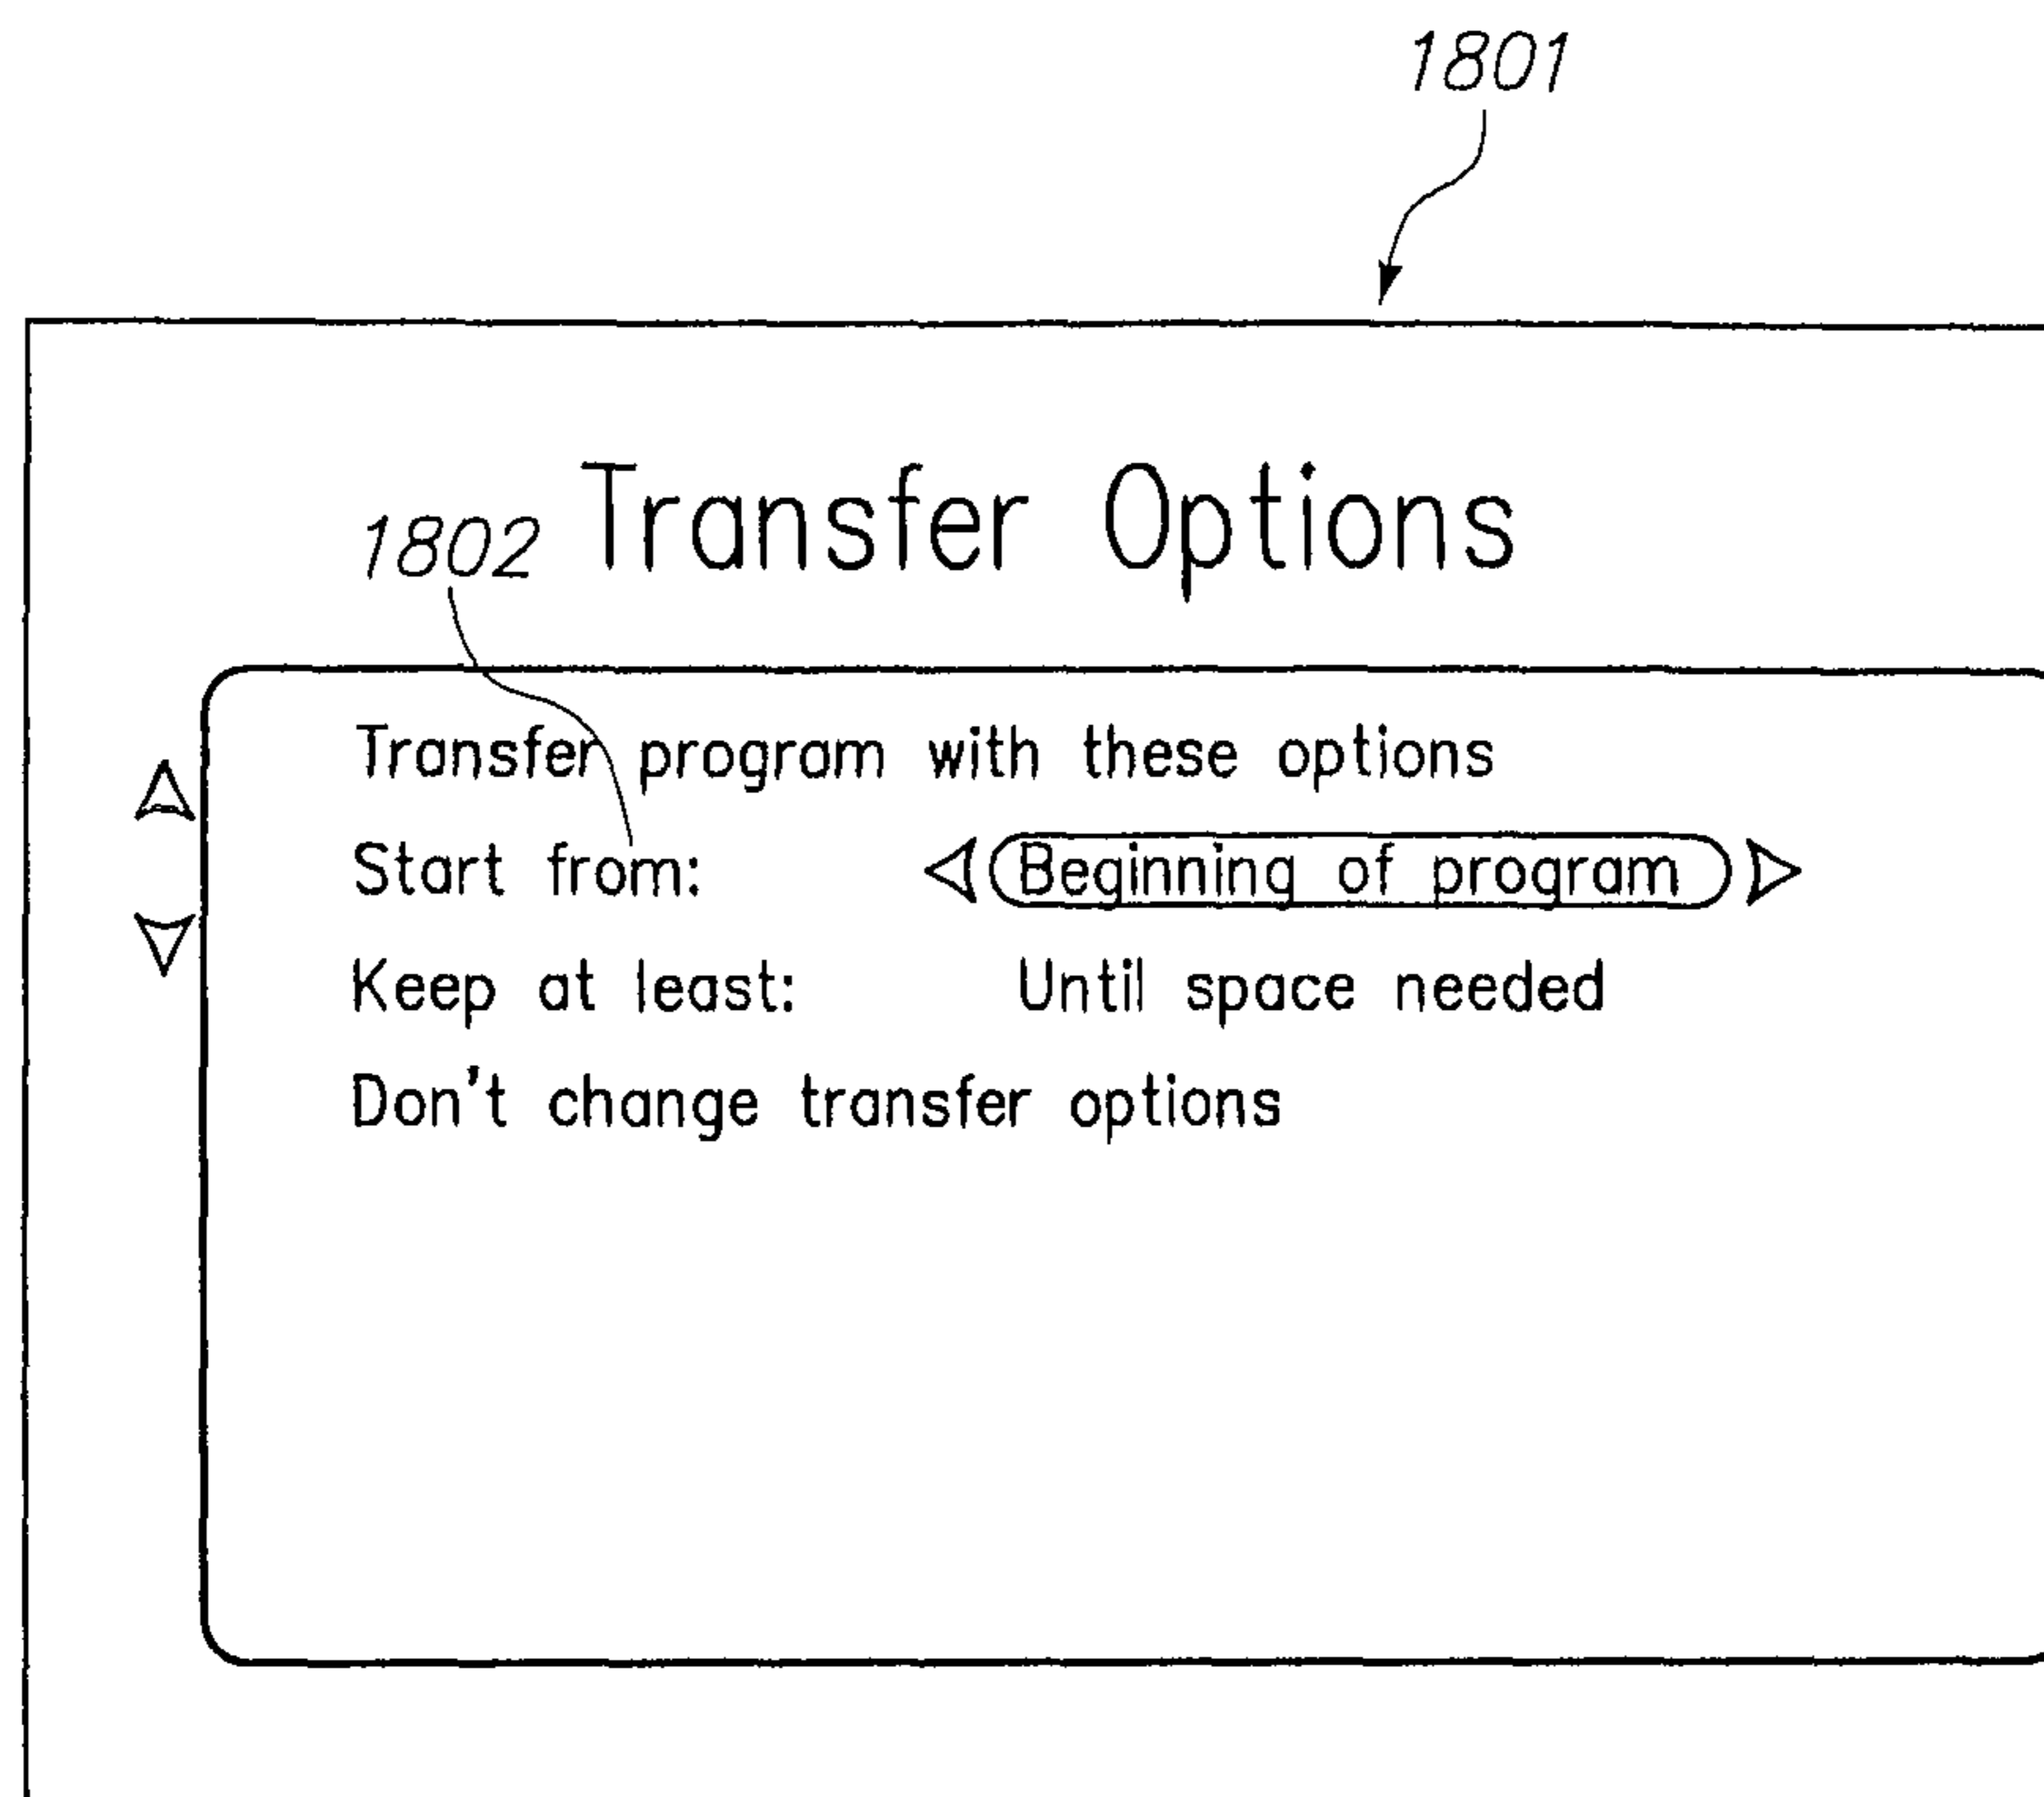 1801
1802 Transfer Options
Transfer program with these options
Start from: Beginning of program
Keep at least: Until space needed
Don't change transfer options